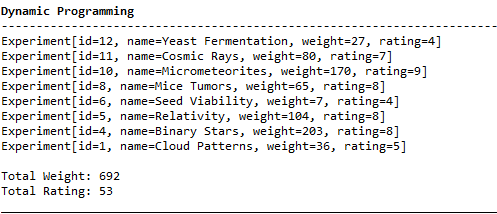 Dynamic Programming
Experiment[id=12, name=Yeast Fermentation, weight=27, rating=4]
Experiment[id=11, name=Cosmic Rays, weight=80, rating=7]
Experiment[id=10, name=Micrometeorites, weight=170, rating=9]
Experiment[id=8, name=Mice Tumors, weight=65, rating=8]
Experiment[id=6, name=Seed Viability, weight=7, rating=4]
Experiment[id=5, name=Relativity, weight=104, rating=8]
Experiment[id=4, name=Binary Stars, weight=203, rating=8]
Experiment[id=1, name=Cloud Patterns, weight=36, rating=5]
Total Weight: 692
Total Rating: 53